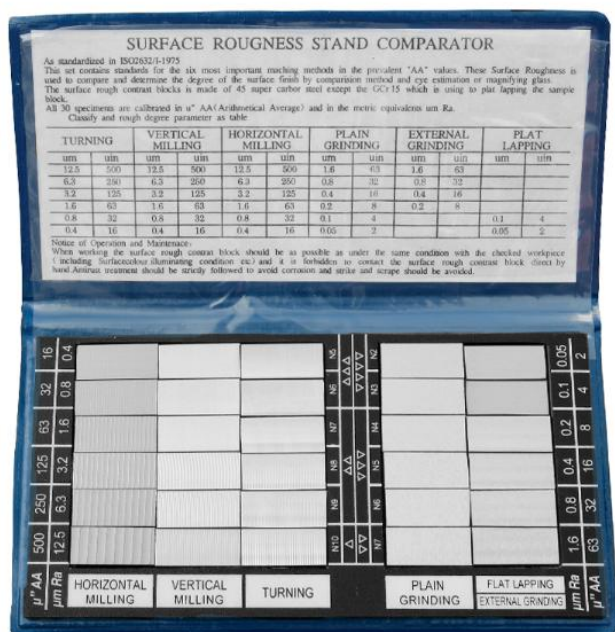 SURFACE ROUGNESS STAND COMPARATOR
As standardized in ISO2632/I-1975
This set contains standards for the six most important maching methods in the prevalent "AA" values. These Surface Roughness is
used to compare and determine the degree of the surface finish by comparision method and eye estimation or magnifying glass.
The surface rough contrast blocks is made of 45 super carbor steel except the GCr15 which is using to plat lapping the sample
block.
All 30 specimens are calibrated in u" AA(Arithmetical Average) and in the metric equivalents um Ra.
Classify and rough degree parameter as table
TURNING VERTICAL MILLING HORIZONTAL MILLING PLAIN GRINDING EXTERNAL GRINDING PLAT LAPPING
um uin um uin um uin um uin um uin um uin
12.5 500 12.5 500 12.5 500 1.6 63 1.6 63
6.3 250 6.3 250 6.3 250 0.8 32 0.8 32
3.2 125 3.2 125 3.2 125 0.4 16 0.4 16
1.6 63 1.6 63 1.6 63 0.2 8 0.2 8
0.8 32 0.8 32 0.8 32 0.1 4 0.1 4
0.4 16 0.4 16 0.4 16 0.05 2 0.05 2
Notice of Operation and Maintenace:
When working the surface rough contras block should be as possible as under the same condition with the checked workpiece
(including Surfacecolour.illuminating condition etc) and it is forbidden to contact the surface rough contrast block direct by
hand.Antirust treatment should be strictly followed to avoid corrosion and strike and scrape should be avoided.
16 0.4 N5 N2 0.05 2
32 0.8 N6 N3 0.1 4
63 1.6 N7 N4 0.2 8
125 3.2 N8 N5 0.4 16
250 6.3 N9 N6 0.8 32
500 12.5 N10 N7 1.6 63
μ"AA μm Ra HORIZONTAL MILLING VERTICAL MILLING TURNING PLAIN GRINDING FLAT LAPPING EXTERNAL GRINDING μm Ra μ"AA